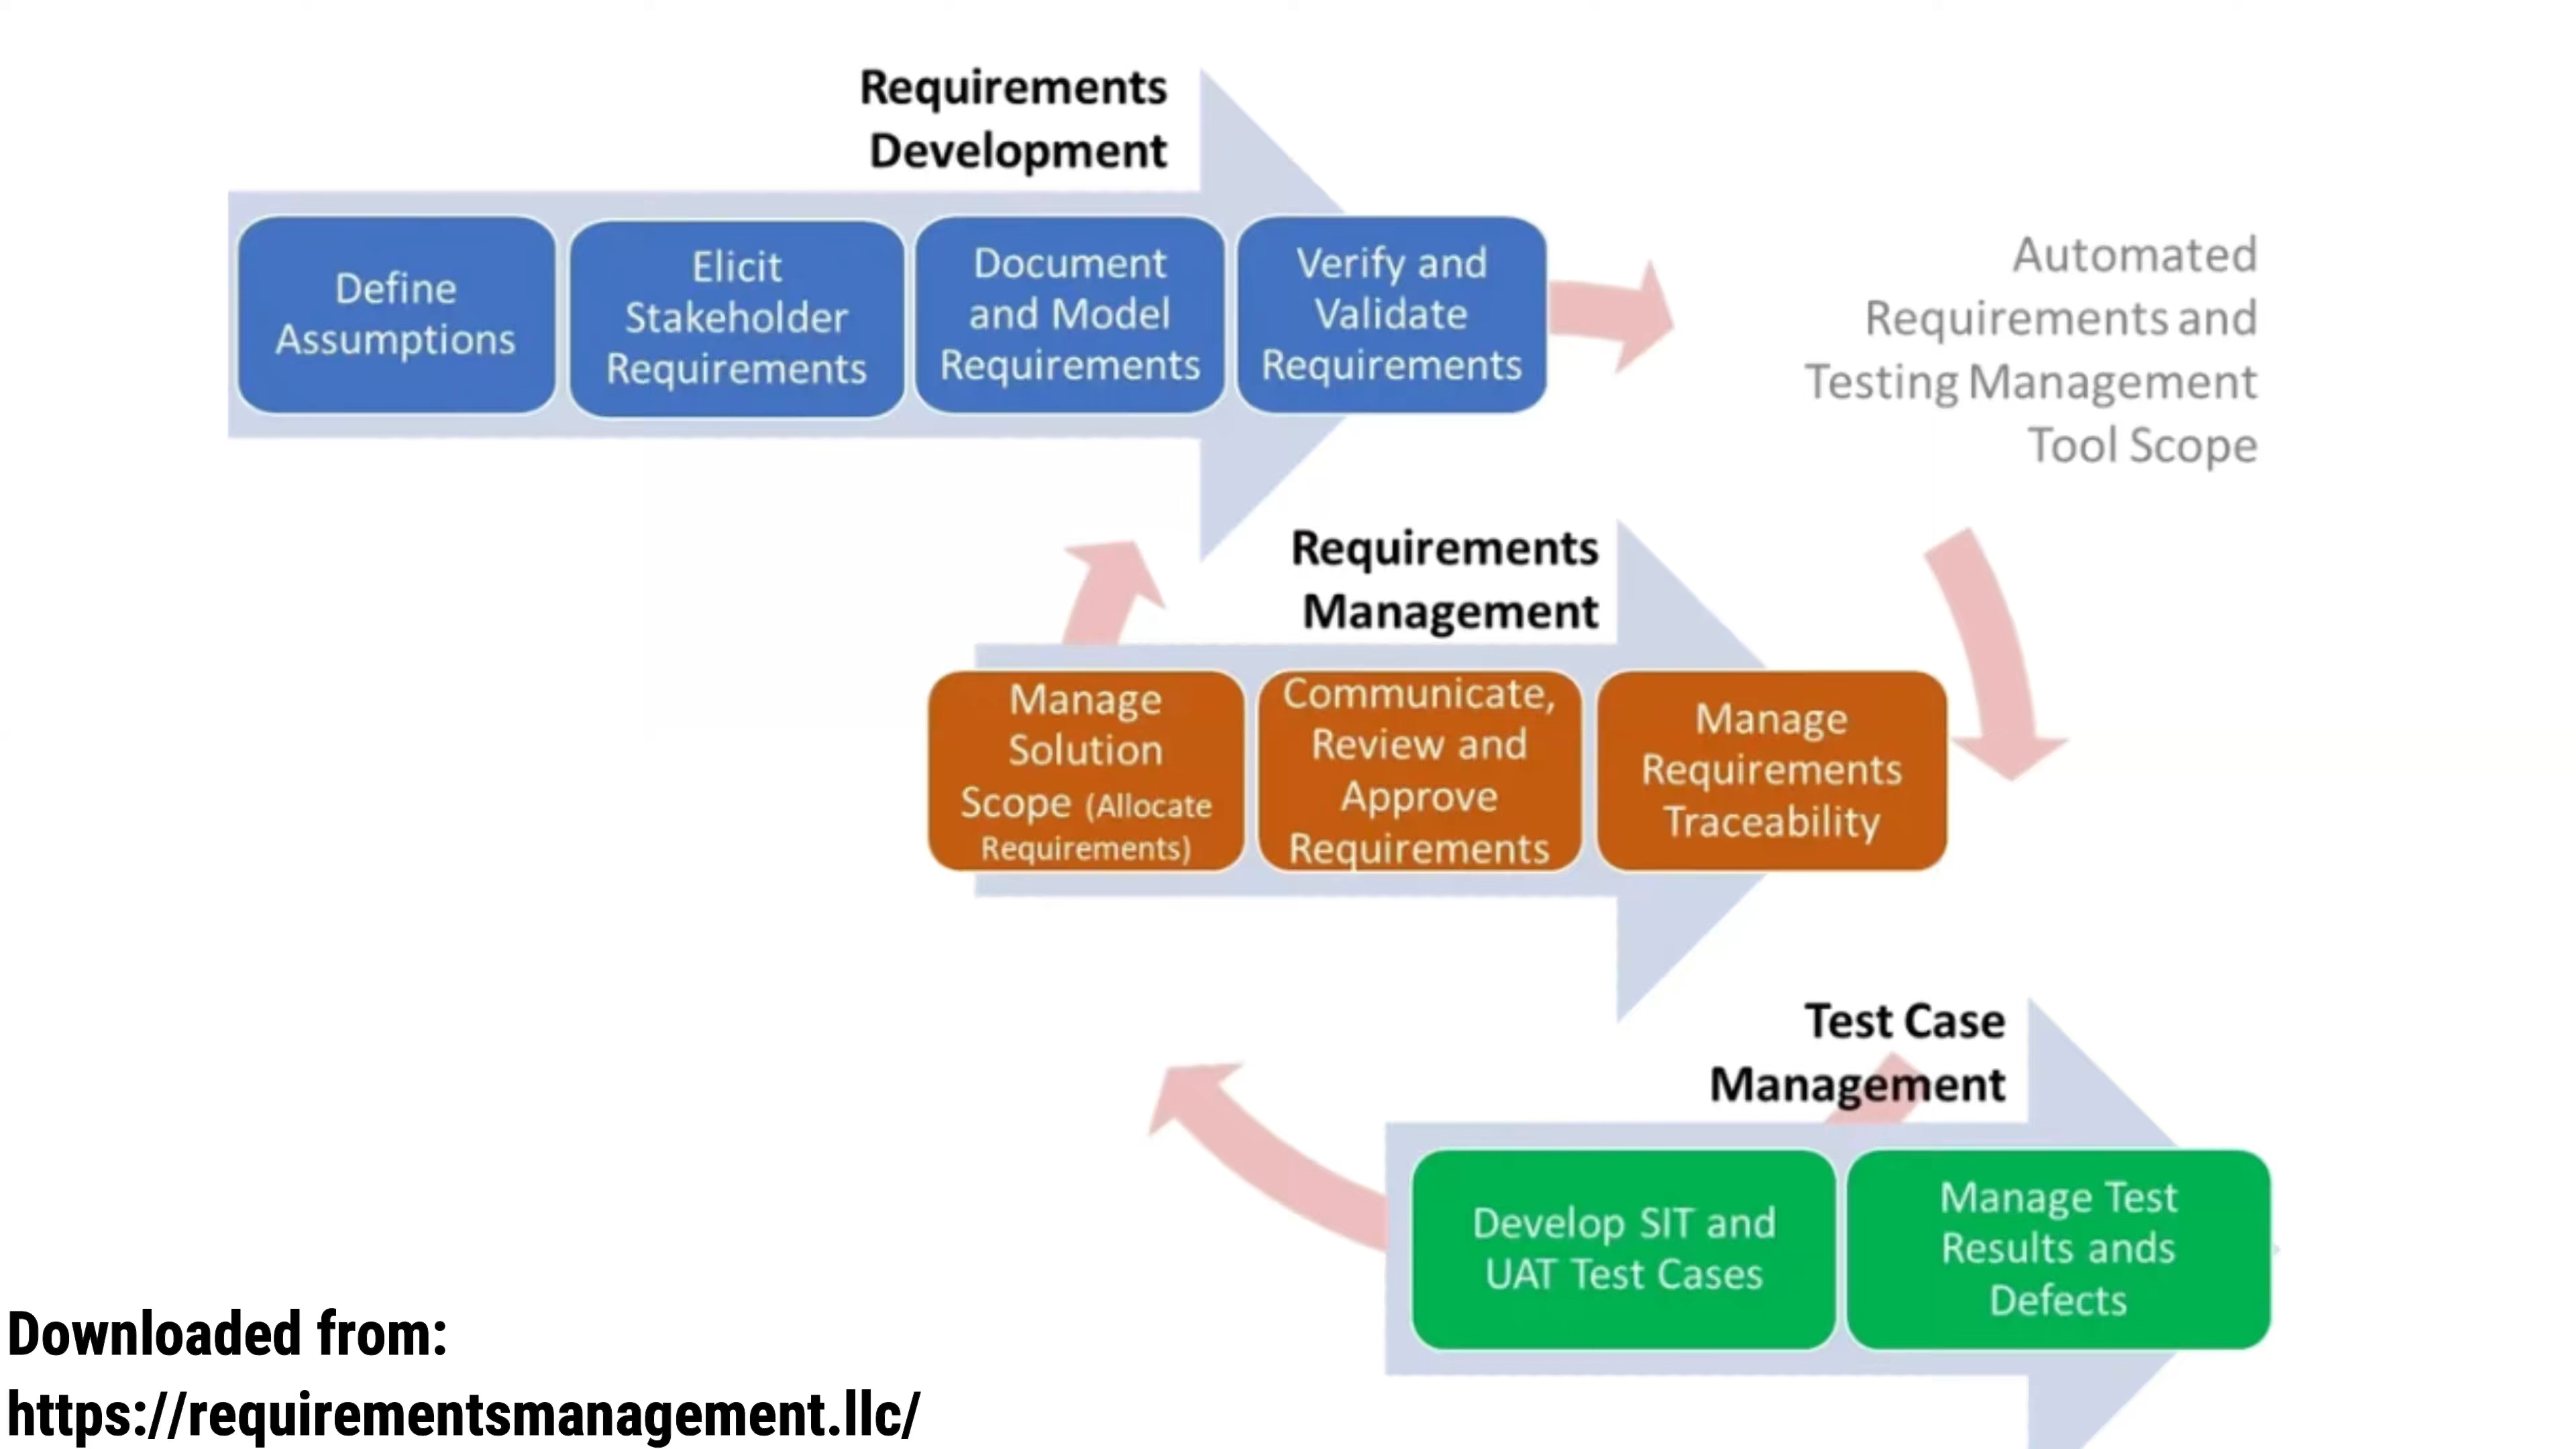 Requirements
Development
Define
Assumptions
Elicit
Stakeholder
Requirements
Document
and Model
Requirements
Verify and
Validate
Requirements
Automated
Requirements and
Testing Management
Tool Scope
Requirements
Management
Manage
Solution
Scope (Allocate
Requirements)
Communicate,
Review and
Approve
Requirements
Manage
Requirements
Traceability
Test Case
Management
Develop SIT and
UAT Test Cases
Manage Test
Results ands
Defects
Downloaded from:
https://requirementsmanagement.llc/